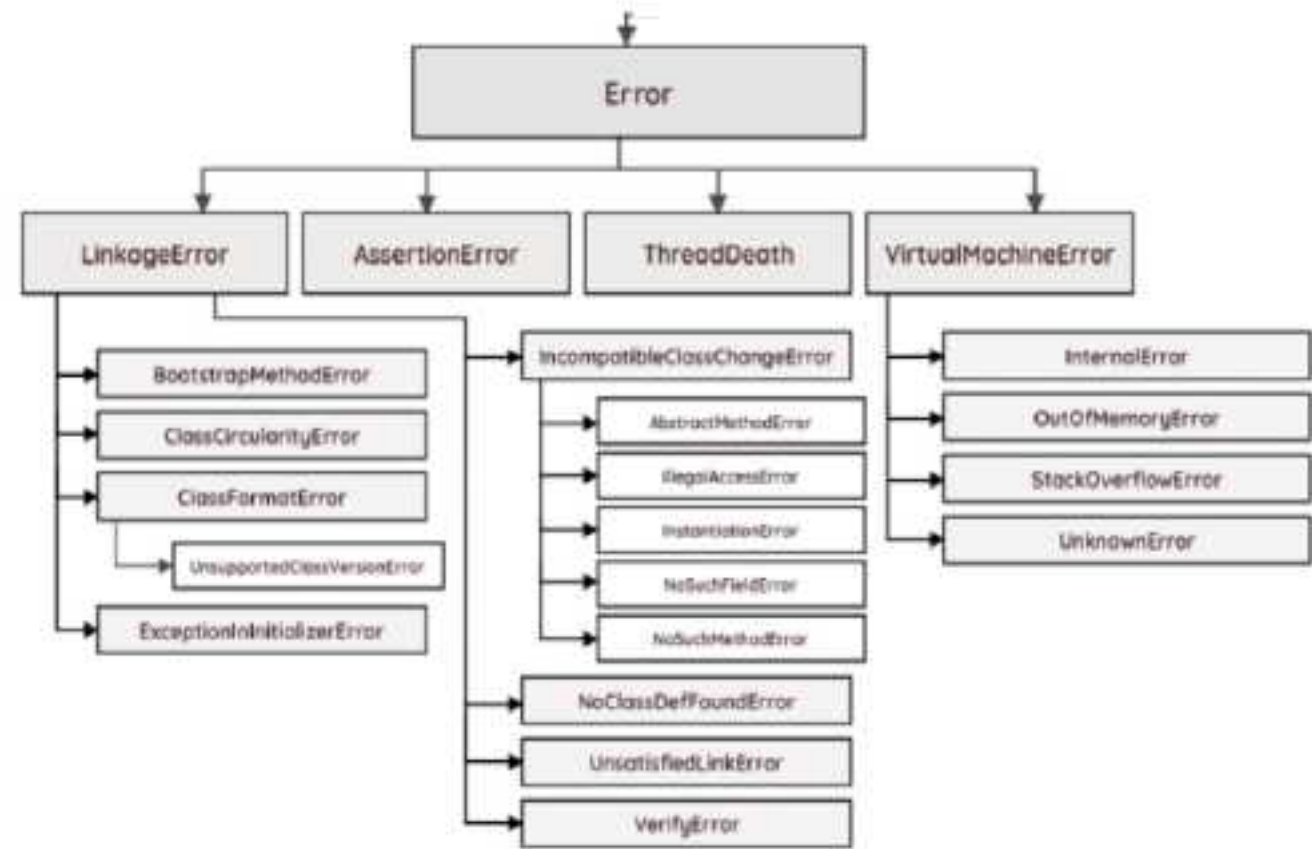 Error
LinkageError
AssertionError
ThreadDeath
VirtualMachineError
BootstrapMethodError
ClassCircularityError
ClassFormatError
UnsupportedClassVersionError
ExceptionInInitializerError
IncompatibleClassChangeError
AbstractMethodError
IllegalAccessError
InstantiationError
NoSuchFieldError
NoSuchMethodError
NoClassDefFoundError
UnsatisfiedLinkError
VerifyError
InternalError
OutOfMemoryError
StackOverflowError
UnknownError